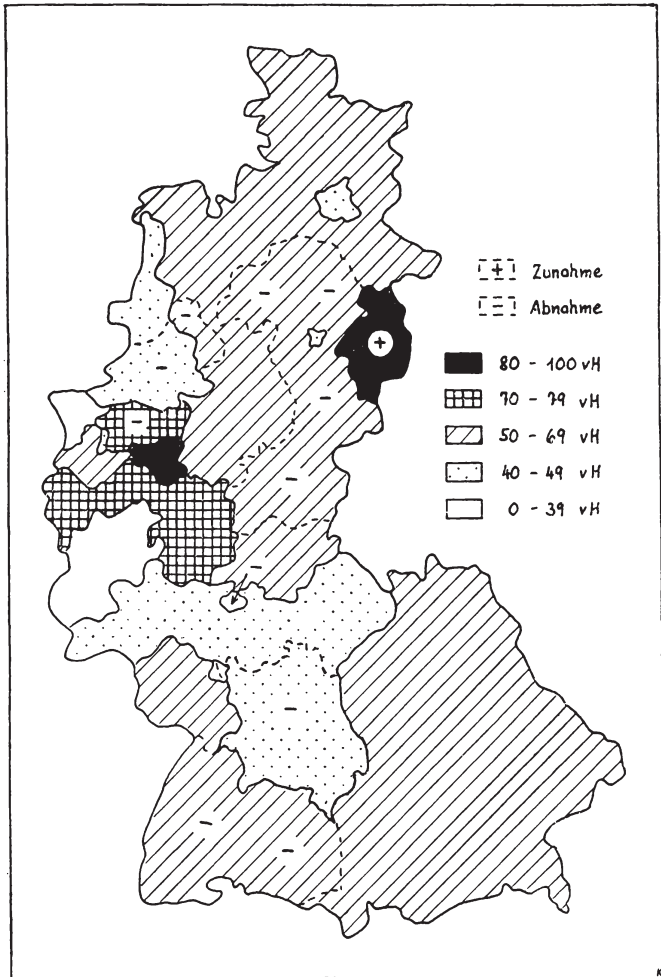 + Zunahme
− Abnahme
80 - 100 vH
70 - 79 vH
50 - 69 vH
40 - 49 vH
0 - 39 vH